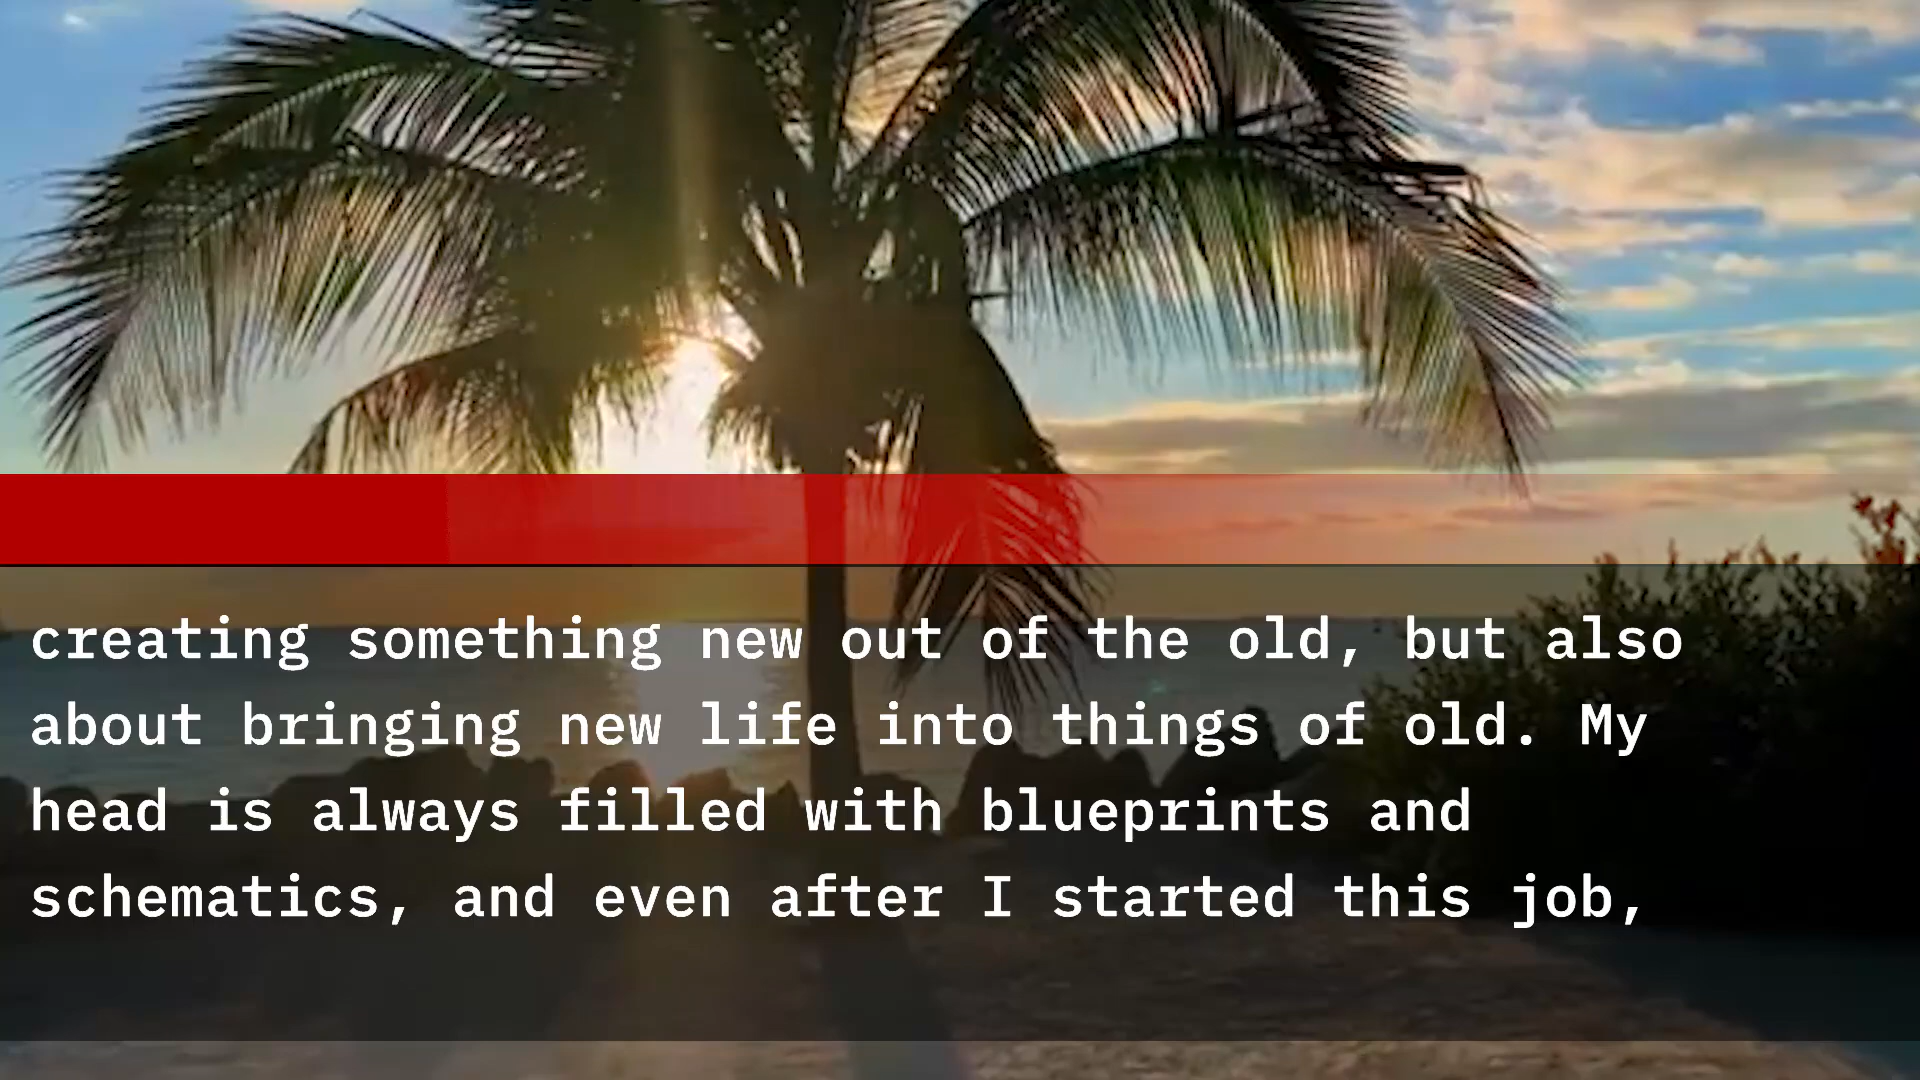 creating something new out of the old, but also
about bringing new life into things of old. My
head is always filled with blueprints and
schematics, and even after I started this job,